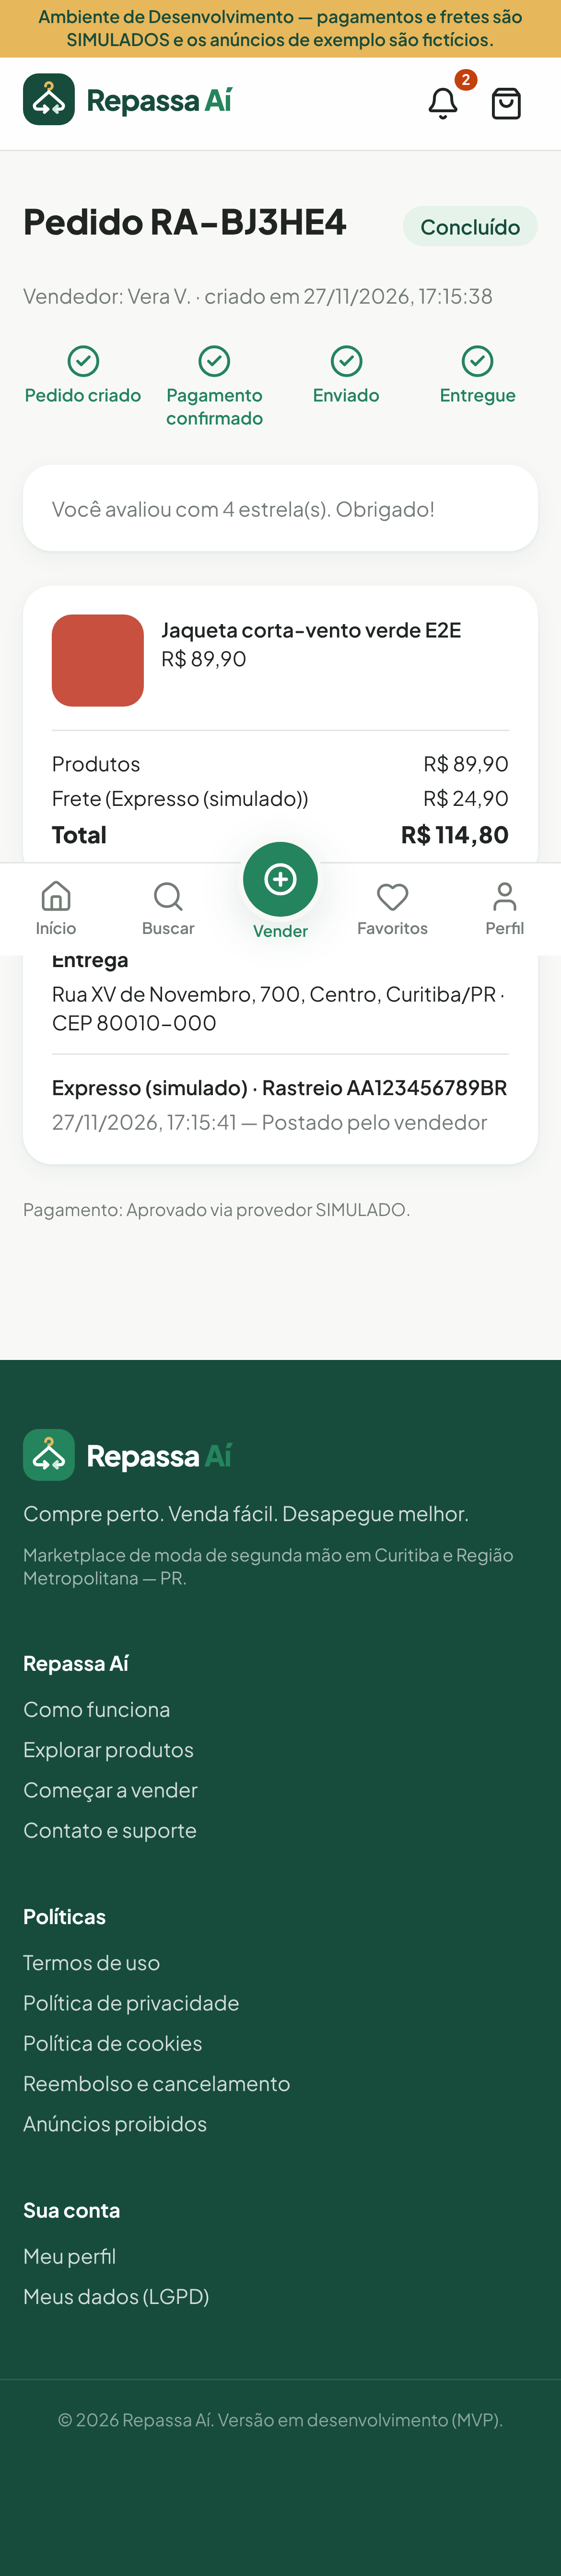 Ambiente de Desenvolvimento — pagamentos e fretes são
SIMULADOS e os anúncios de exemplo são fictícios.
Repassa Aí
2
Pedido RA-BJ3HE4
Concluído
Vendedor: Vera V. · criado em 27/11/2026, 17:15:38
Pedido criado
Pagamento
confirmado
Enviado
Entregue
Você avaliou com 4 estrela(s). Obrigado!
Jaqueta corta-vento verde E2E
R$ 89,90
Produtos R$ 89,90
Frete (Expresso (simulado)) R$ 24,90
Total R$ 114,80
Início
Buscar
Vender
Favoritos
Perfil
Entrega
Rua XV de Novembro, 700, Centro, Curitiba/PR ·
CEP 80010-000
Expresso (simulado) · Rastreio AA123456789BR
27/11/2026, 17:15:41 — Postado pelo vendedor
Pagamento: Aprovado via provedor SIMULADO.
Repassa Aí
Compre perto. Venda fácil. Desapegue melhor.
Marketplace de moda de segunda mão em Curitiba e Região
Metropolitana — PR.
Repassa Aí
Como funciona
Explorar produtos
Começar a vender
Contato e suporte
Políticas
Termos de uso
Política de privacidade
Política de cookies
Reembolso e cancelamento
Anúncios proibidos
Sua conta
Meu perfil
Meus dados (LGPD)
© 2026 Repassa Aí. Versão em desenvolvimento (MVP).